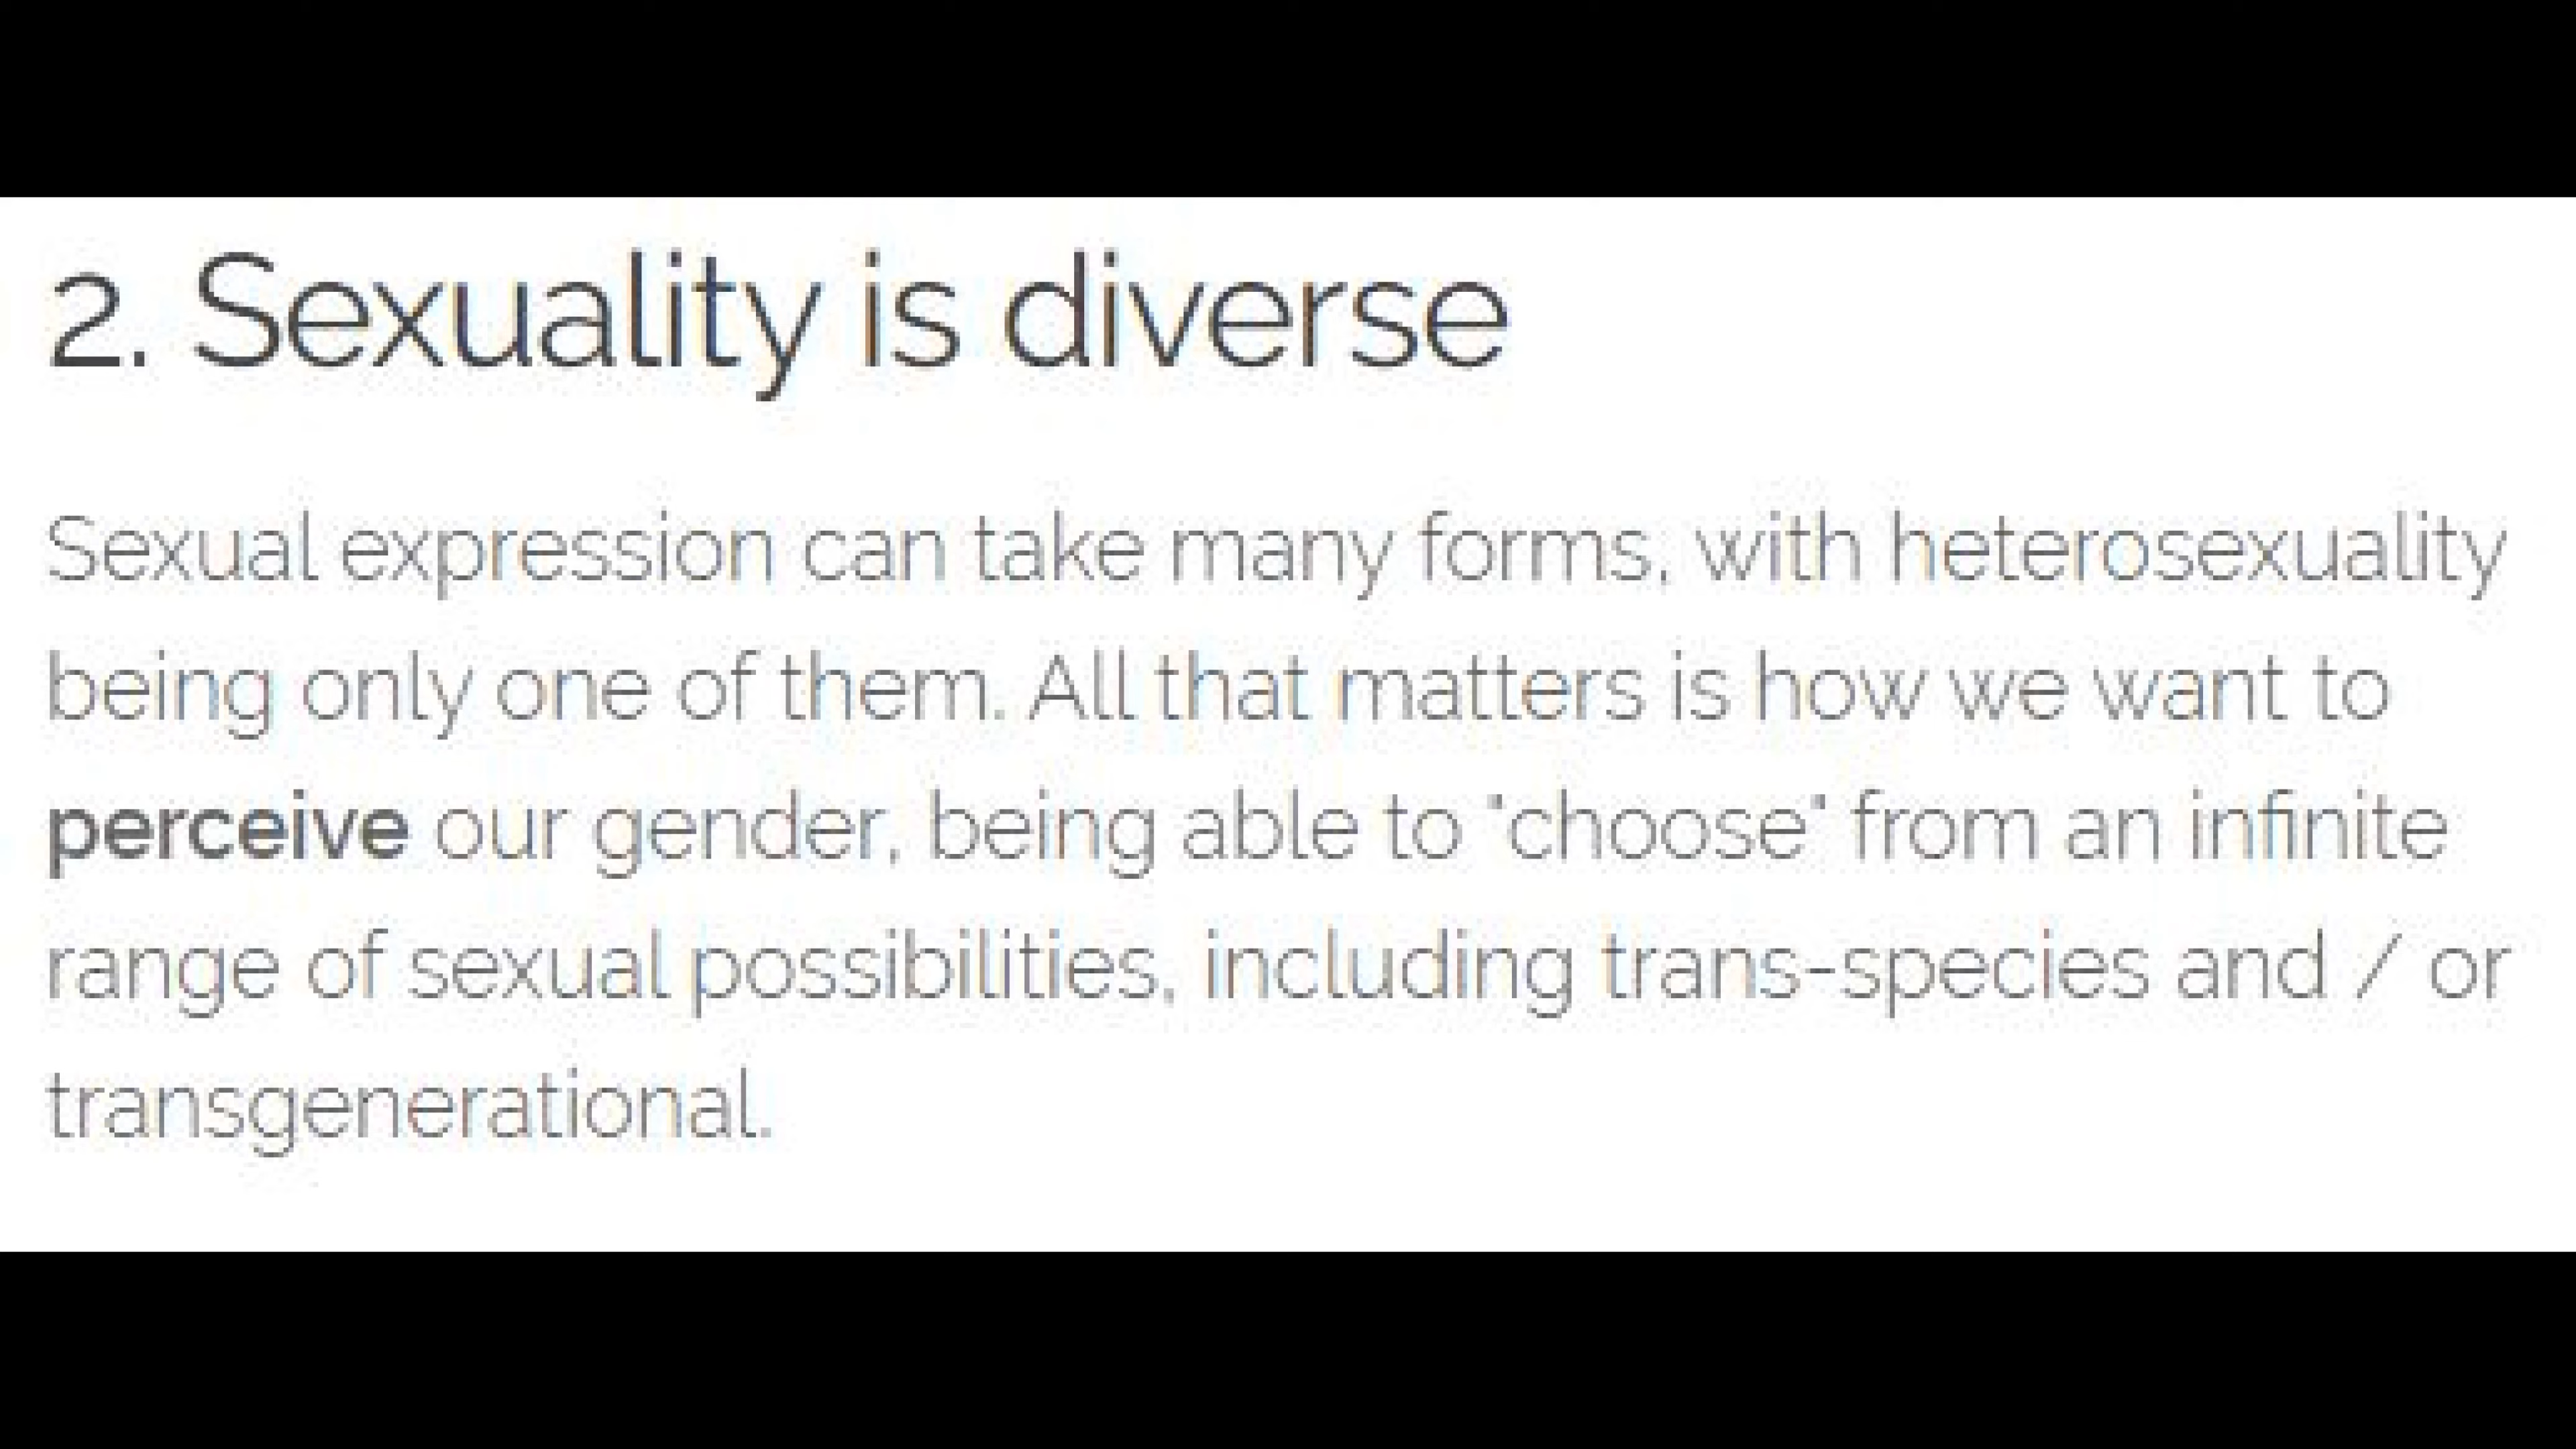 2. Sexuality is diverse
Sexual expression can take many forms, with heterosexuality
being only one of them. All that matters is how we want to
perceive our gender, being able to "choose" from an infinite
range of sexual possibilities, including trans-species and / or
transgenerational.